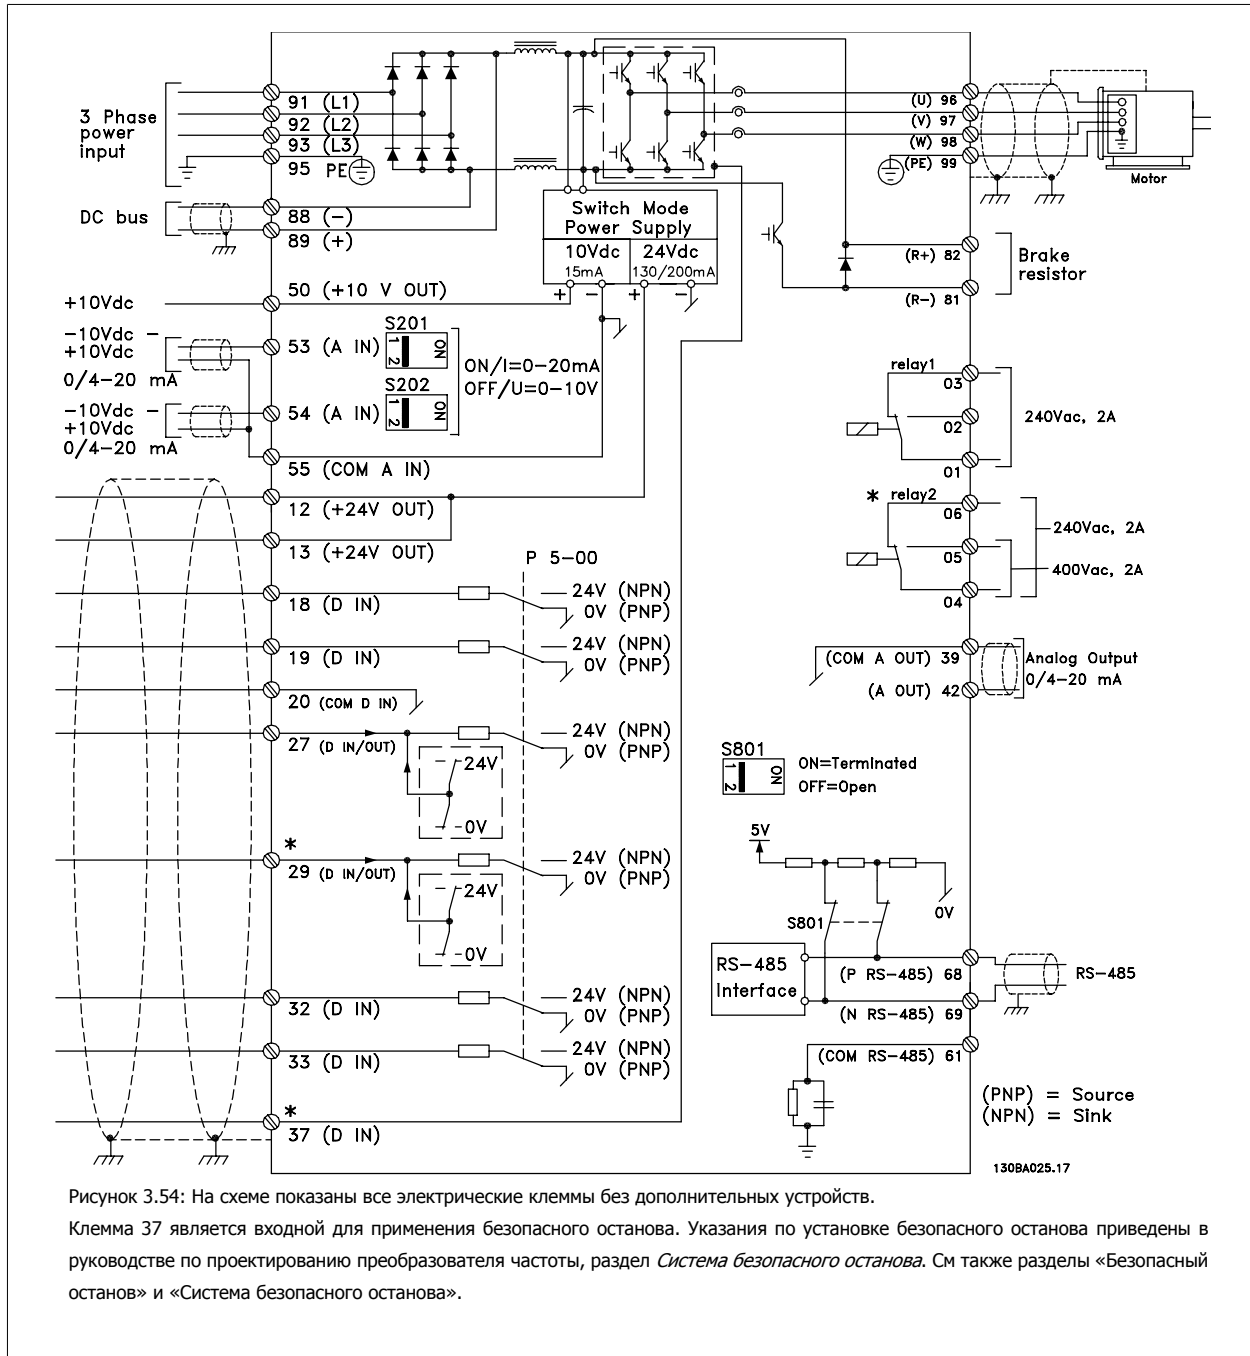 3 Phase
power
input
91 (L1)
92 (L2)
93 (L3)
95 PE
DC bus
88 (-)
89 (+)
Switch Mode
Power Supply
10Vdc
15mA
24Vdc
130/200mA
+ - + -
+10Vdc
50 (+10 V OUT)
-10Vdc -
+10Vdc
0/4-20 mA
53 (A IN)
S201
1 2
ON
ON/I=0-20mA
OFF/U=0-10V
-10Vdc -
+10Vdc
0/4-20 mA
54 (A IN)
S202
1 2
ON
55 (COM A IN)
12 (+24V OUT)
13 (+24V OUT)
P 5-00
18 (D IN)
24V (NPN)
0V (PNP)
19 (D IN)
24V (NPN)
0V (PNP)
20 (COM D IN)
27 (D IN/OUT)
24V (NPN)
0V (PNP)
24V
0V
*
29 (D IN/OUT)
24V (NPN)
0V (PNP)
24V
0V
32 (D IN)
24V (NPN)
0V (PNP)
33 (D IN)
24V (NPN)
0V (PNP)
*
37 (D IN)
(U) 96
(V) 97
(W) 98
(PE) 99
Motor
(R+) 82
(R-) 81
Brake
resistor
relay1
03
02
01
240Vac, 2A
* relay2
06
05
04
240Vac, 2A
400Vac, 2A
(COM A OUT) 39
(A OUT) 42
Analog Output
0/4-20 mA
S801
1 2
ON
ON=Terminated
OFF=Open
5V
S801
0V
RS-485
Interface
(P RS-485) 68
(N RS-485) 69
RS-485
(COM RS-485) 61
(PNP) = Source
(NPN) = Sink
130BA025.17
Рисунок 3.54: На схеме показаны все электрические клеммы без дополнительных устройств.
Клемма 37 является входной для применения безопасного останова. Указания по установке безопасного останова приведены в
руководстве по проектированию преобразователя частоты, раздел Система безопасного останова. См также разделы «Безопасный
останов» и «Система безопасного останова».